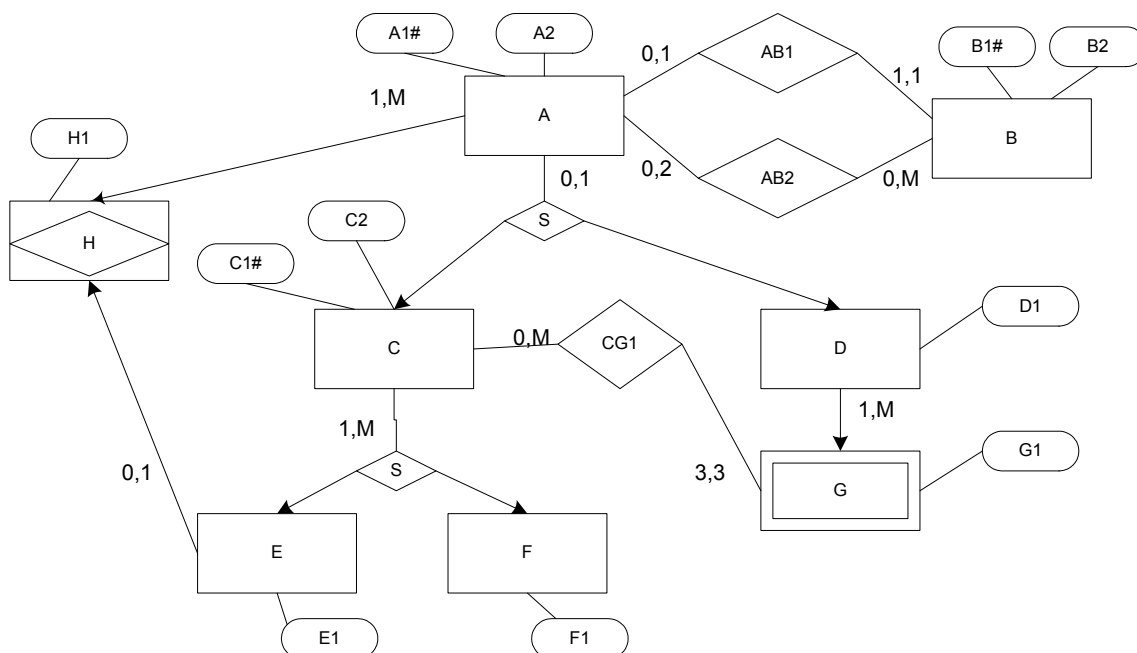 A1#
A2
B1#
B2
AB1
0,1
1,1
1,M
A
B
H1
0,2
AB2
0,M
0,1
S
H
C2
C1#
D1
C
0,M
CG1
D
1,M
1,M
G1
0,1
S
3,3
G
E
F
E1
F1